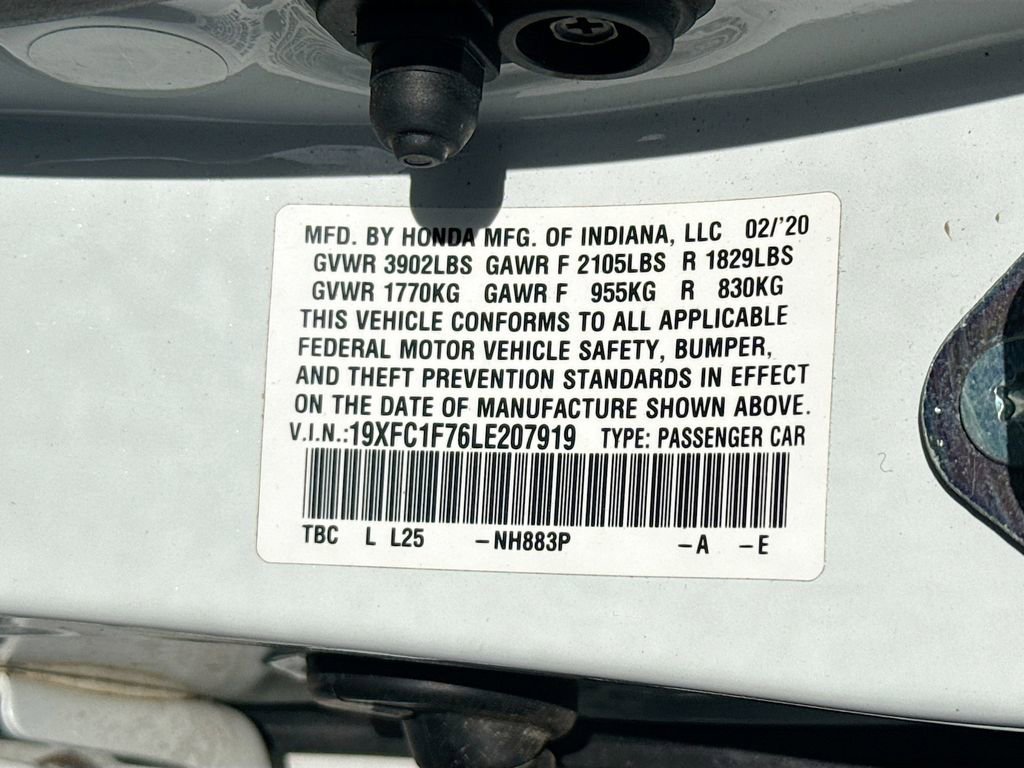 MFD. BY HONDA MFG. OF INDIANA, LLC 02/'20
GVWR 3902LBS GAWR F 2105LBS R 1829LBS
GVWR 1770KG GAWR F 955KG R 830KG
THIS VEHICLE CONFORMS TO ALL APPLICABLE
FEDERAL MOTOR VEHICLE SAFETY, BUMPER,
AND THEFT PREVENTION STANDARDS IN EFFECT
ON THE DATE OF MANUFACTURE SHOWN ABOVE.
V.I.N.:19XFC1F76LE207919 TYPE: PASSENGER CAR
TBC L L25 -NH883P -A -E